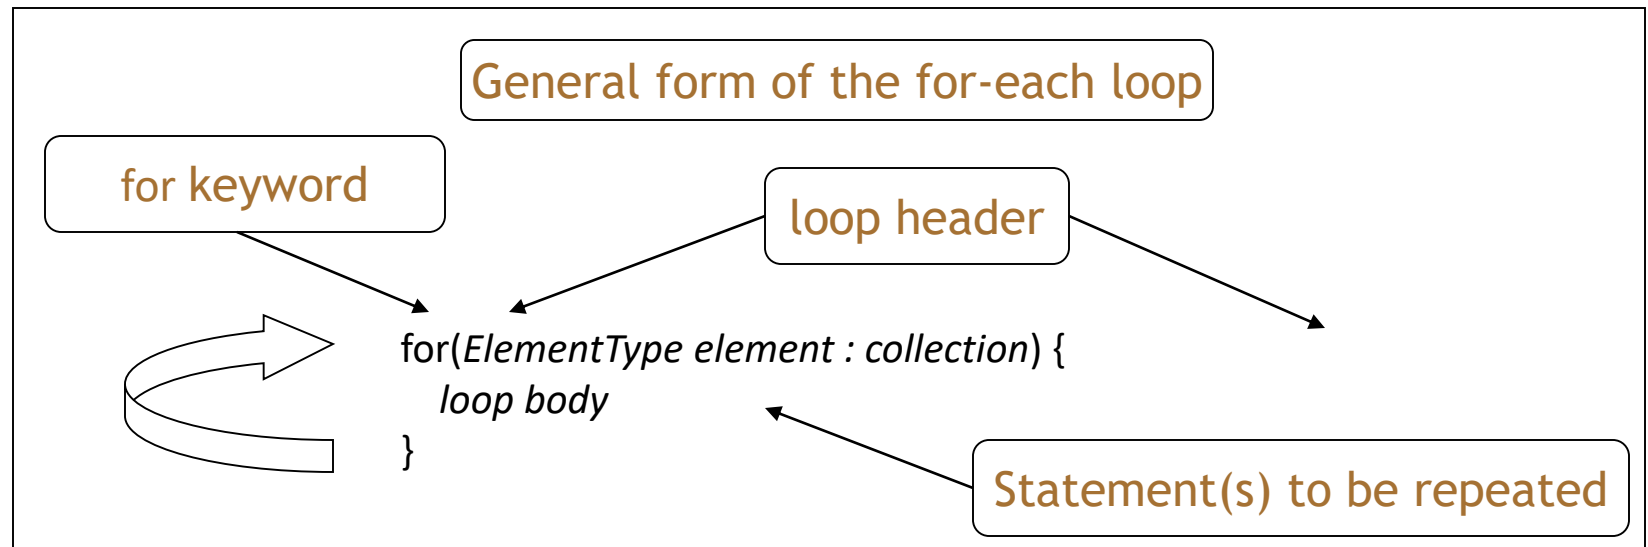 General form of the for-each loop
for keyword
loop header
for(ElementType element : collection) {
loop body
}
Statement(s) to be repeated